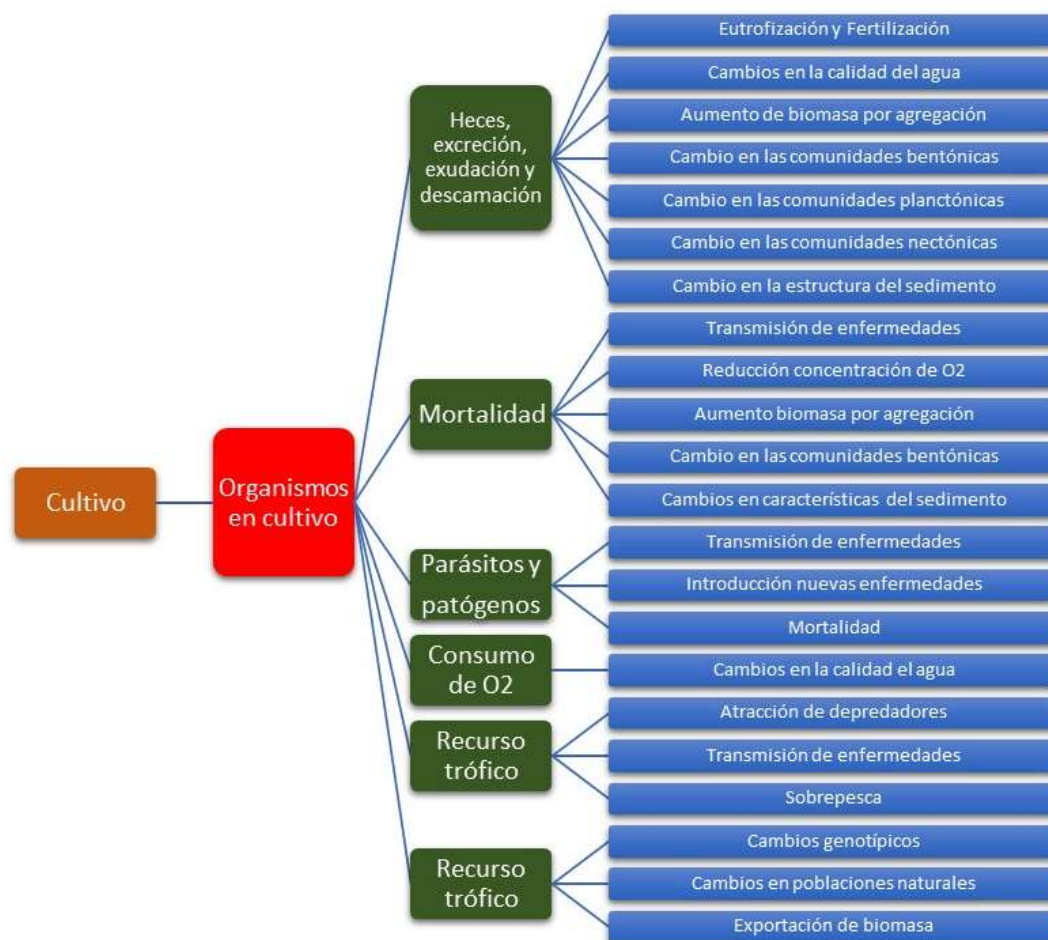 Cultivo
Organismos
en cultivo
Heces,
excreción,
exudación y
descamación
Eutrofización y Fertilización
Cambios en la calidad del agua
Aumento de biomasa por agregación
Cambio en las comunidades bentónicas
Cambio en las comunidades planctónicas
Cambio en las comunidades nectónicas
Cambio en la estructura del sedimento
Mortalidad
Transmisión de enfermedades
Reducción concentración de O2
Aumento biomasa por agregación
Cambio en las comunidades bentónicas
Cambios en características del sedimento
Parásitos y
patógenos
Transmisión de enfermedades
Introducción nuevas enfermedades
Mortalidad
Consumo
de O2
Cambios en la calidad el agua
Recurso
trófico
Atracción de depredadores
Transmisión de enfermedades
Sobrepesca
Recurso
trófico
Cambios genotípicos
Cambios en poblaciones naturales
Exportación de biomasa